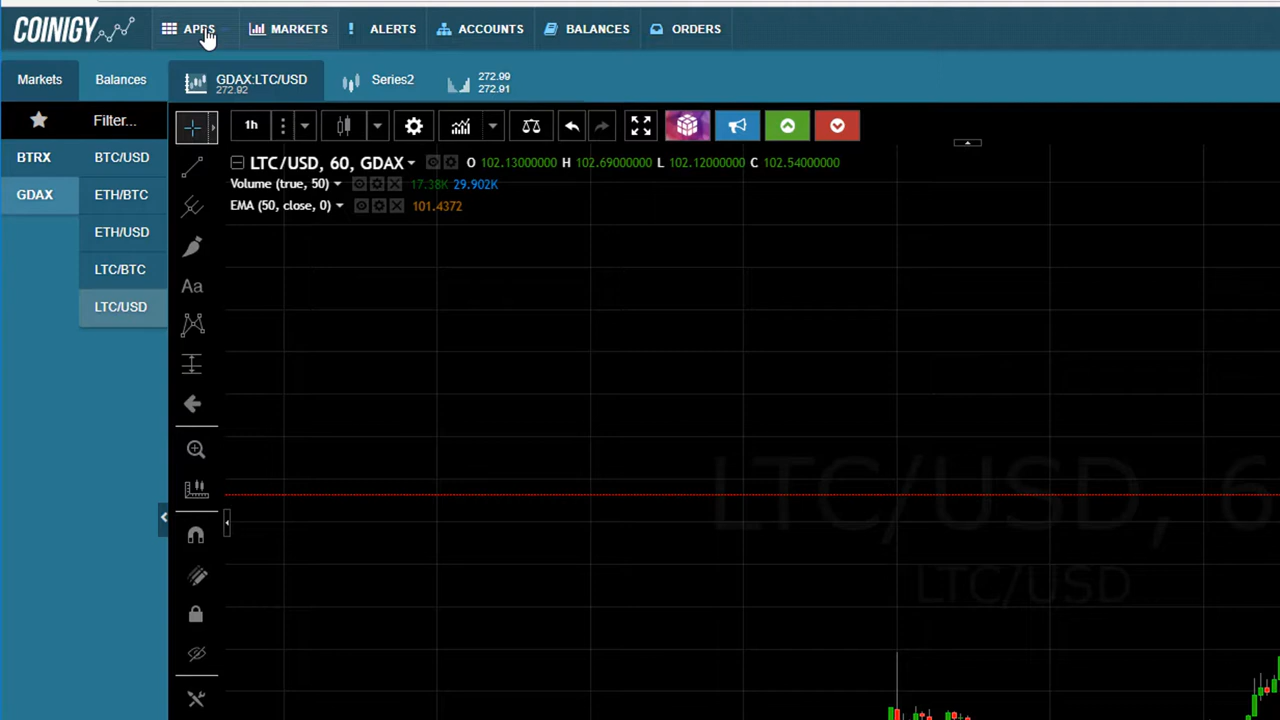 COINIGY APPS MARKETS ALERTS ACCOUNTS BALANCES ORDERS
Markets Balances GDAX:LTC/USD 272.92 Series2 272.99 272.91
Filter... 1h
LTC/USD, 60, GDAX O 102.13000000 H 102.69000000 L 102.12000000 C 102.54000000
Volume (true, 50) 17.38K 29.902K
EMA (50, close, 0) 101.4372
BTRX BTC/USD
GDAX ETH/BTC
ETH/USD
LTC/BTC
LTC/USD
Aa
LTC/USD, 6
LTC/USD